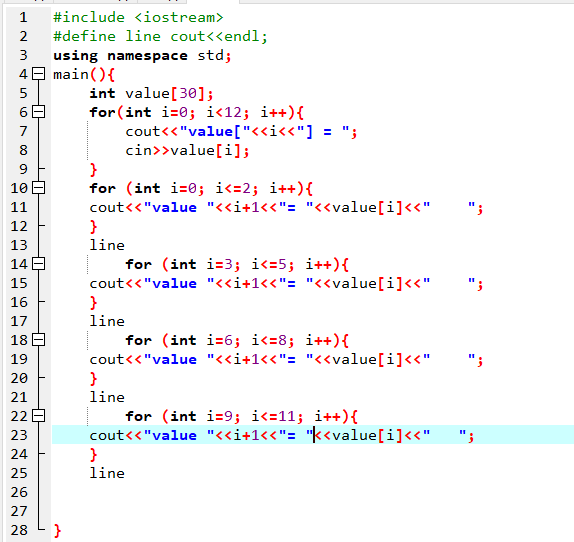 1 #include <iostream>
2 #define line cout<<endl;
3 using namespace std;
4 main(){
5     int value[30];
6     for(int i=0; i<12; i++){
7         cout<<"value["<<i<<"] = ";
8         cin>>value[i];
9     }
10     for (int i=0; i<=2; i++){
11     cout<<"value "<<i+1<<"= "<<value[i]<<"    ";
12     }
13     line
14         for (int i=3; i<=5; i++){
15     cout<<"value "<<i+1<<"= "<<value[i]<<"    ";
16     }
17     line
18         for (int i=6; i<=8; i++){
19     cout<<"value "<<i+1<<"= "<<value[i]<<"    ";
20     }
21     line
22         for (int i=9; i<=11; i++){
23     cout<<"value "<<i+1<<"= "<<value[i]<<"   ";
24     }
25     line
26
27
28 }